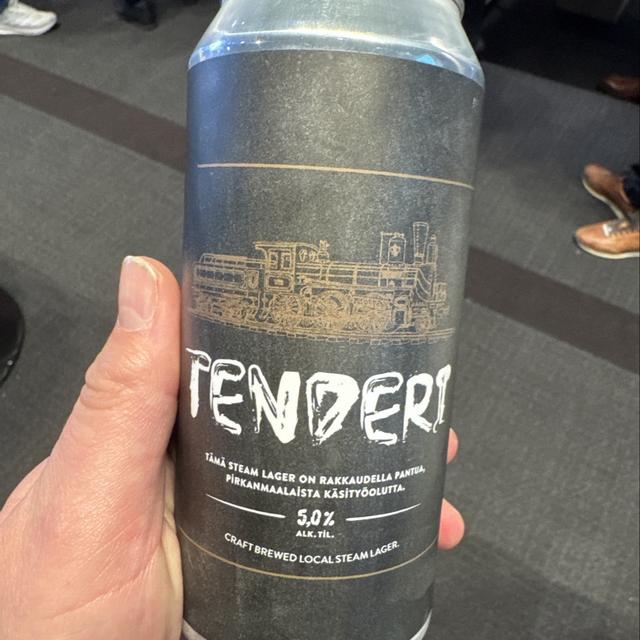 TENDERI
TÄMÄ STEAM LAGER ON RAKKAUDELLA PANTUA,
PIRKANMAALAISTA KÄSITYÖOLUTTA.
5,0%
ALK. TIL.
CRAFT BREWED LOCAL STEAM LAGER.